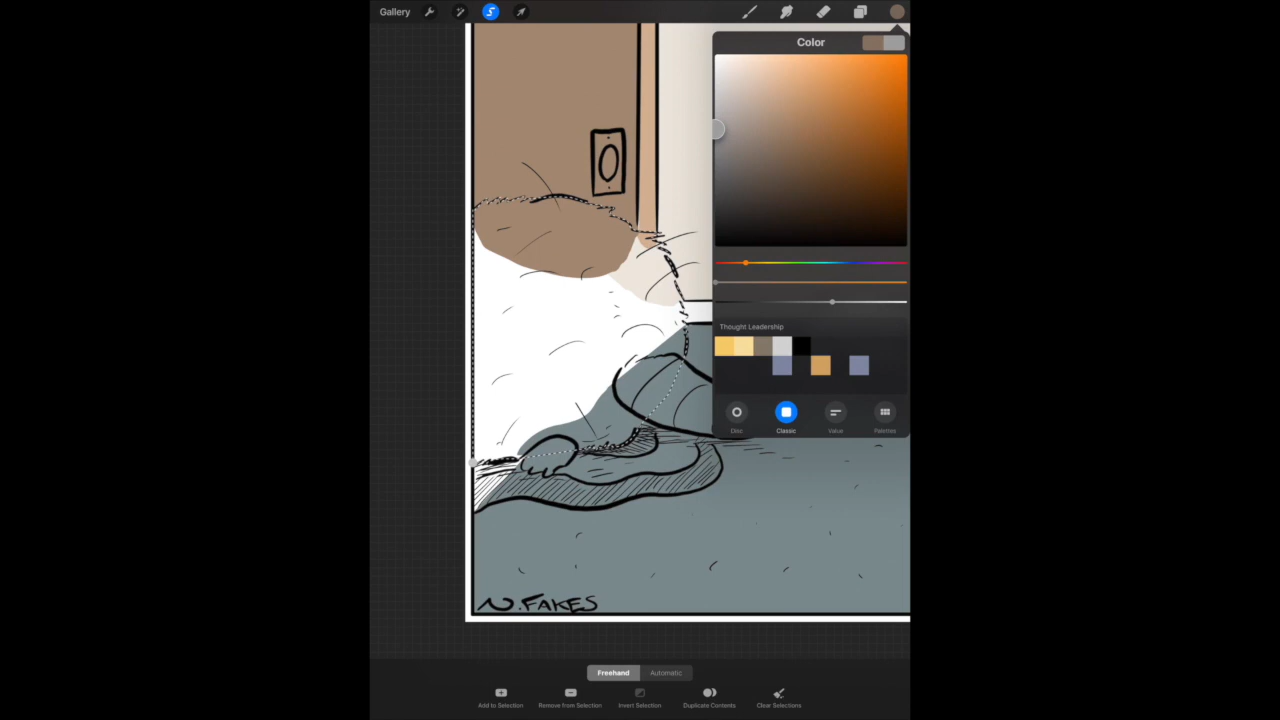 Gallery
Color
Thought Leadership
Disc
Classic
Value
Palettes
N.FAKES
Freehand
Automatic
Add to Selection
Remove from Selection
Invert Selection
Duplicate Contents
Clear Selections